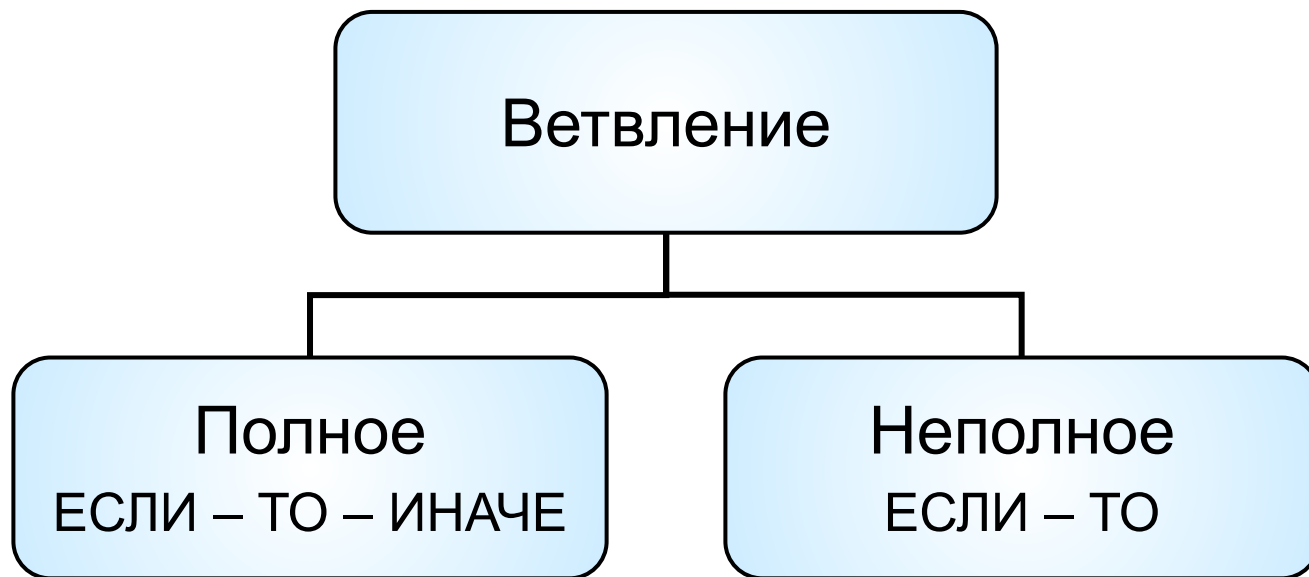 Ветвление
Полное
ЕСЛИ – ТО – ИНАЧЕ
Неполное
ЕСЛИ – ТО